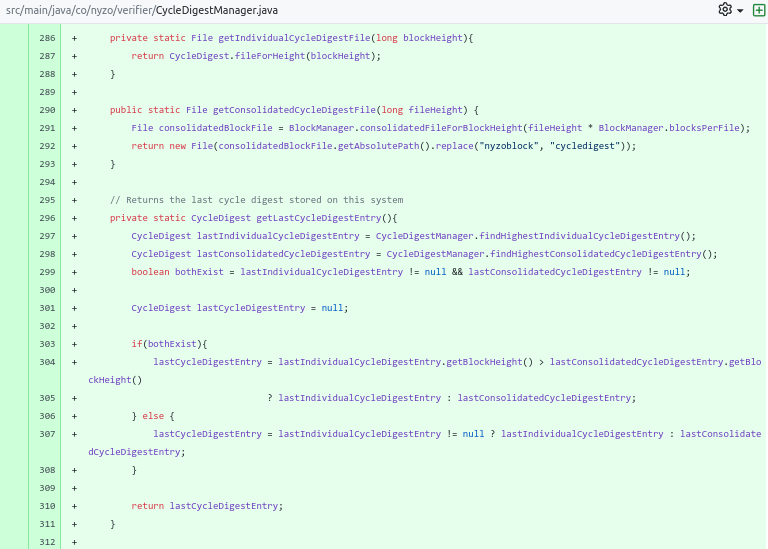 src/main/java/co/nyzo/verifier/CycleDigestManager.java
286 + private static File getIndividualCycleDigestFile(long blockHeight){
287 + return CycleDigest.fileForHeight(blockHeight);
288 + }
289 +
290 + public static File getConsolidatedCycleDigestFile(long fileHeight) {
291 + File consolidatedBlockFile = BlockManager.consolidatedFileForBlockHeight(fileHeight * BlockManager.blocksPerFile);
292 + return new File(consolidatedBlockFile.getAbsolutePath().replace("nyzoblock", "cycledigest"));
293 + }
294 +
295 + // Returns the last cycle digest stored on this system
296 + private static CycleDigest getLastCycleDigestEntry(){
297 + CycleDigest lastIndividualCycleDigestEntry = CycleDigestManager.findHighestIndividualCycleDigestEntry();
298 + CycleDigest lastConsolidatedCycleDigestEntry = CycleDigestManager.findHighestConsolidatedCycleDigestEntry();
299 + boolean bothExist = lastIndividualCycleDigestEntry != null && lastConsolidatedCycleDigestEntry != null;
300 +
301 + CycleDigest lastCycleDigestEntry = null;
302 +
303 + if(bothExist){
304 + lastCycleDigestEntry = lastIndividualCycleDigestEntry.getBlockHeight() > lastConsolidatedCycleDigestEntry.getBlo
ckHeight()
305 + ? lastIndividualCycleDigestEntry : lastConsolidatedCycleDigestEntry;
306 + } else {
307 + lastCycleDigestEntry = lastIndividualCycleDigestEntry != null ? lastIndividualCycleDigestEntry : lastConsolidate
dCycleDigestEntry;
308 + }
309 +
310 + return lastCycleDigestEntry;
311 + }
312 +